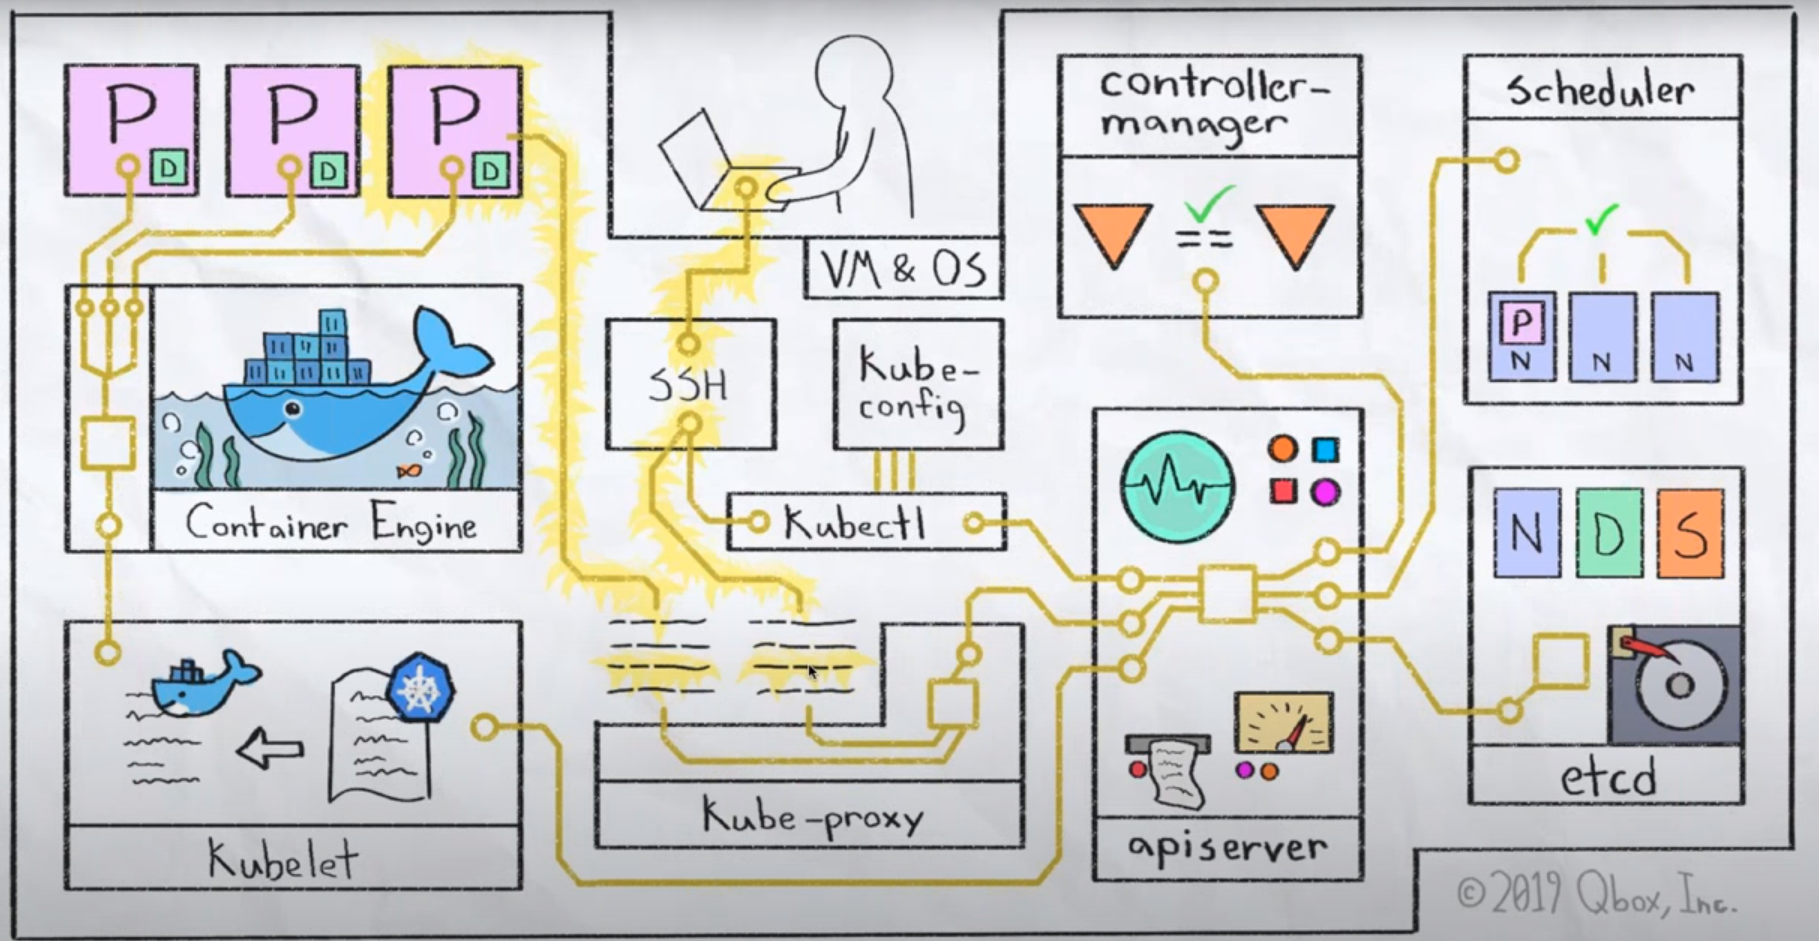 P
D
P
D
P
D
VM & OS
controller-
manager
==
scheduler
P
N
N
N
SSH
Kube-
config
Kubectl
Container Engine
N
D
S
etcd
Kubelet
Kube-proxy
apiserver
© 2019 Qbox, Inc.